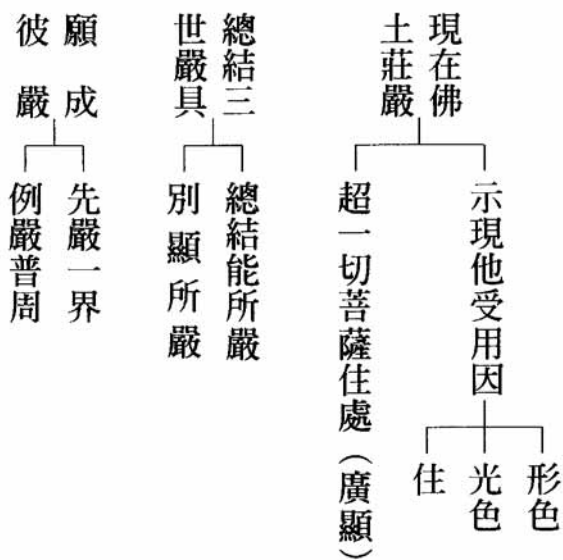 現在佛
土莊嚴
示現他受用因
形色
光色
住
超一切菩薩住處（廣顯）
總結三
世嚴具
總結能所嚴
別顯所嚴
願成
彼嚴
先嚴一界
例嚴普周